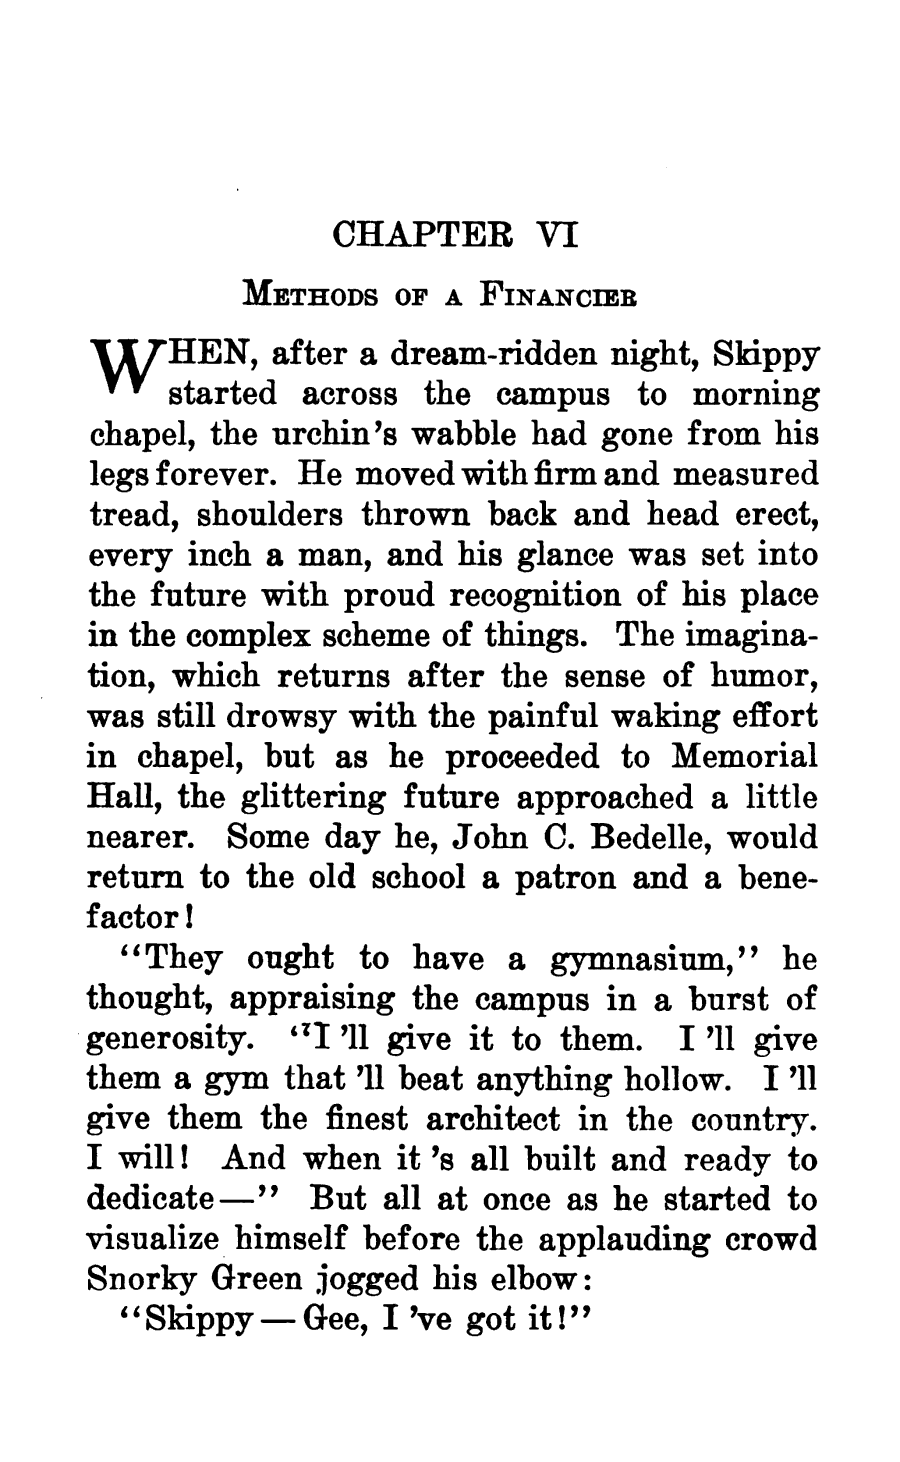 CHAPTER VI
METHODS OF A FINANCIER
WHEN, after a dream-ridden night, Skippy
started across the campus to morning
chapel, the urchin's wabble had gone from his
legs forever. He moved with firm and measured
tread, shoulders thrown back and head erect,
every inch a man, and his glance was set into
the future with proud recognition of his place
in the complex scheme of things. The imagina-
tion, which returns after the sense of humor,
was still drowsy with the painful waking effort
in chapel, but as he proceeded to Memorial
Hall, the glittering future approached a little
nearer. Some day he, John C. Bedelle, would
return to the old school a patron and a bene-
factor!
"They ought to have a gymnasium," he
thought, appraising the campus in a burst of
generosity. "I'll give it to them. I'll give
them a gym that'll beat anything hollow. I'll
give them the finest architect in the country.
I will! And when it's all built and ready to
dedicate—" But all at once as he started to
visualize himself before the applauding crowd
Snorky Green jogged his elbow:
"Skippy—Gee, I've got it!"